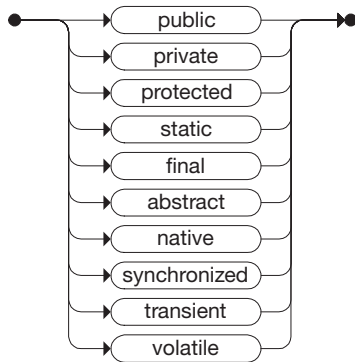 public
private
protected
static
final
abstract
native
synchronized
transient
volatile